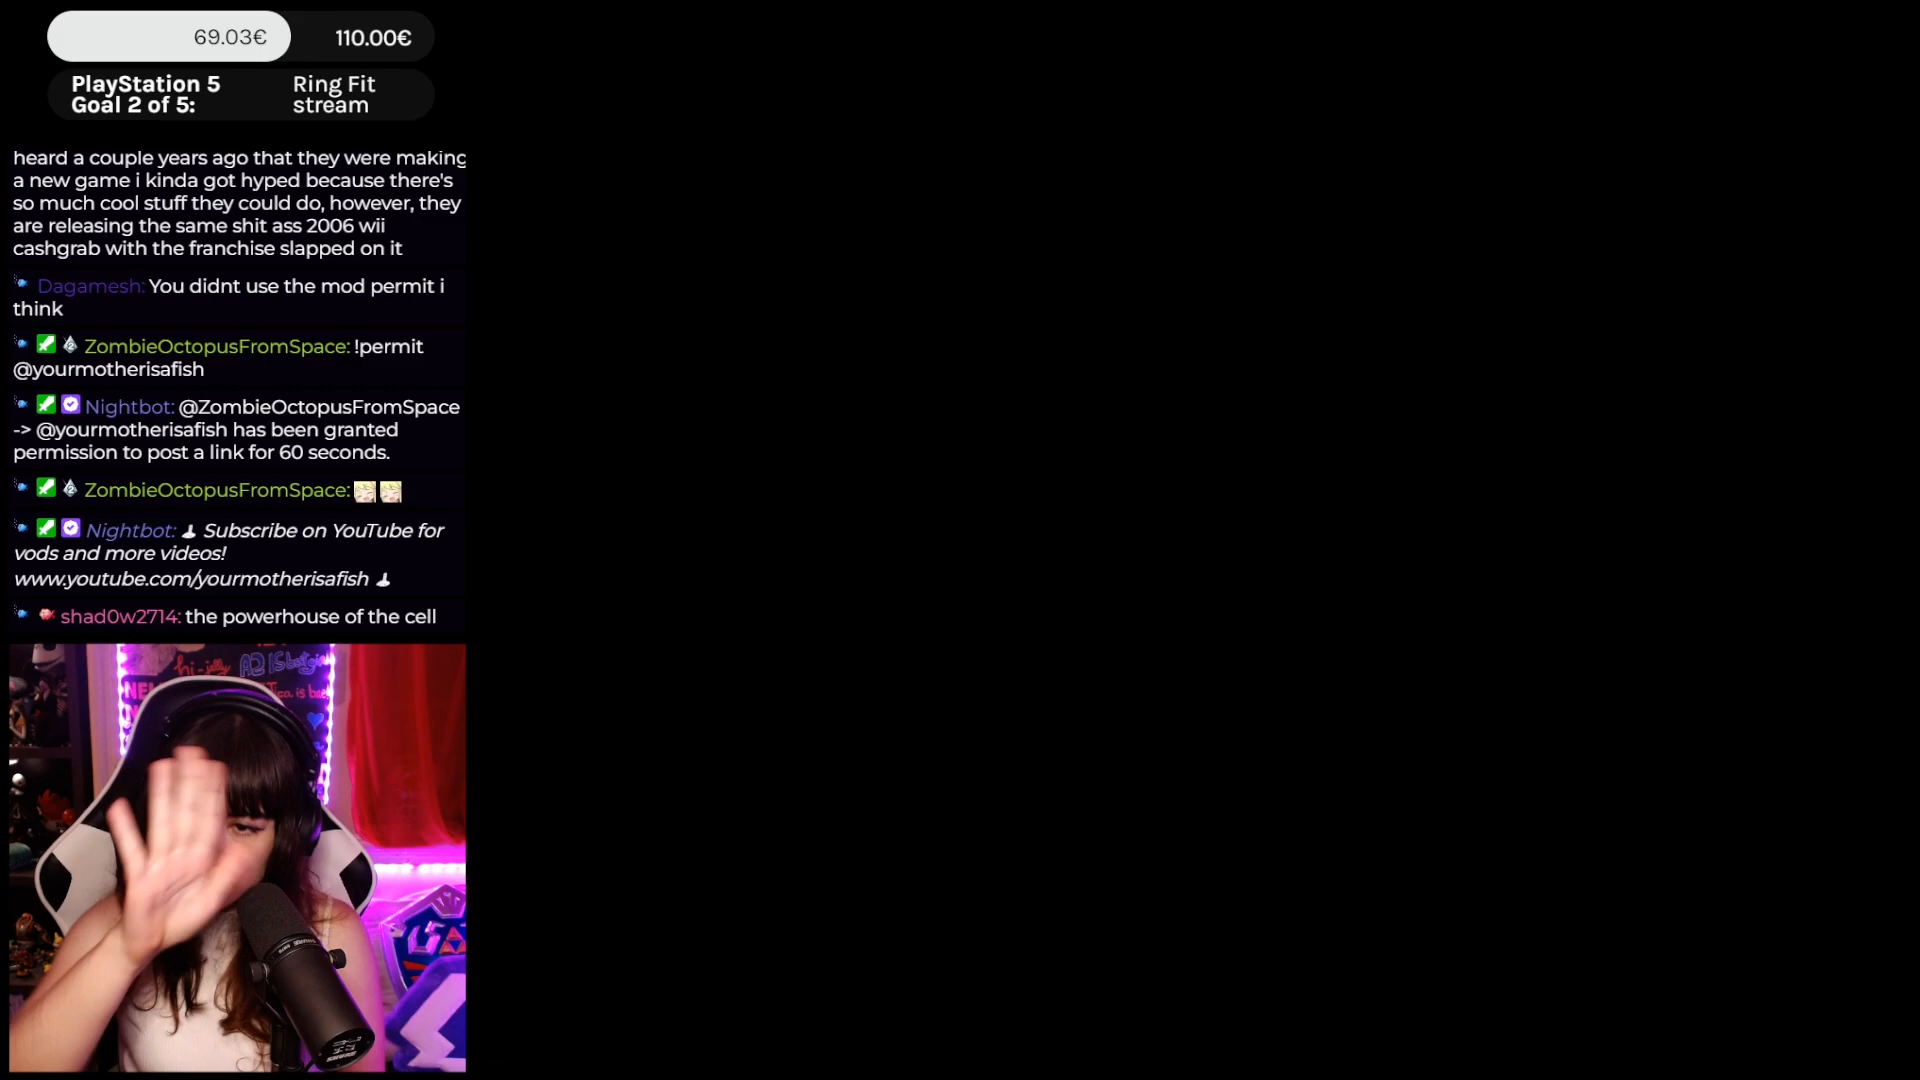 69.03€ 110.00€
PlayStation 5
Goal 2 of 5:
Ring Fit
stream
heard a couple years ago that they were making
a new game i kinda got hyped because there's
so much cool stuff they could do, however, they
are releasing the same shit ass 2006 wii
cashgrab with the franchise slapped on it
Dagamesh: You didnt use the mod permit i
think
ZombieOctopusFromSpace: !permit
@yourmotherisafish
Nightbot: @ZombieOctopusFromSpace
-> @yourmotherisafish has been granted
permission to post a link for 60 seconds.
ZombieOctopusFromSpace:
Nightbot: Subscribe on YouTube for
vods and more videos!
www.youtube.com/yourmotherisafish
shad0w2714: the powerhouse of the cell
hi-jelly
is bae
SHURE